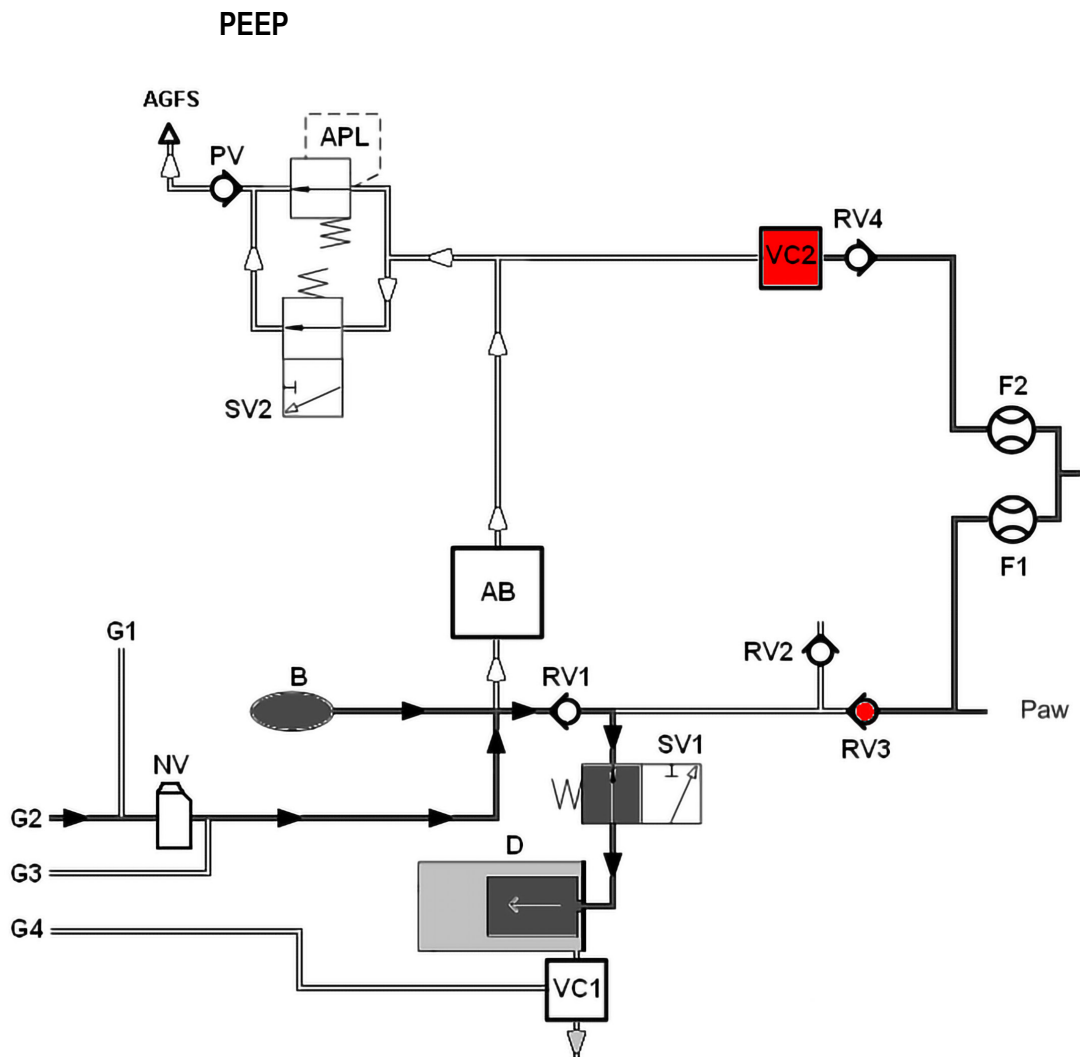 PEEP
AGFS
PV
APL
RV4
VC2
SV2
F2
F1
AB
G1
B
RV1
RV2
Paw
RV3
SV1
NV
G2
D
G3
G4
VC1